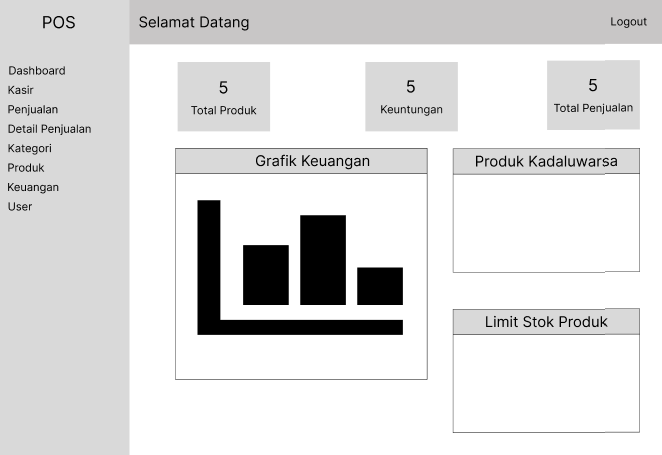 POS
Selamat Datang
Logout
Dashboard
Kasir
Penjualan
Detail Penjualan
Kategori
Produk
Keuangan
User
5
Total Produk
5
Keuntungan
5
Total Penjualan
Grafik Keuangan
Produk Kadaluwarsa
Limit Stok Produk